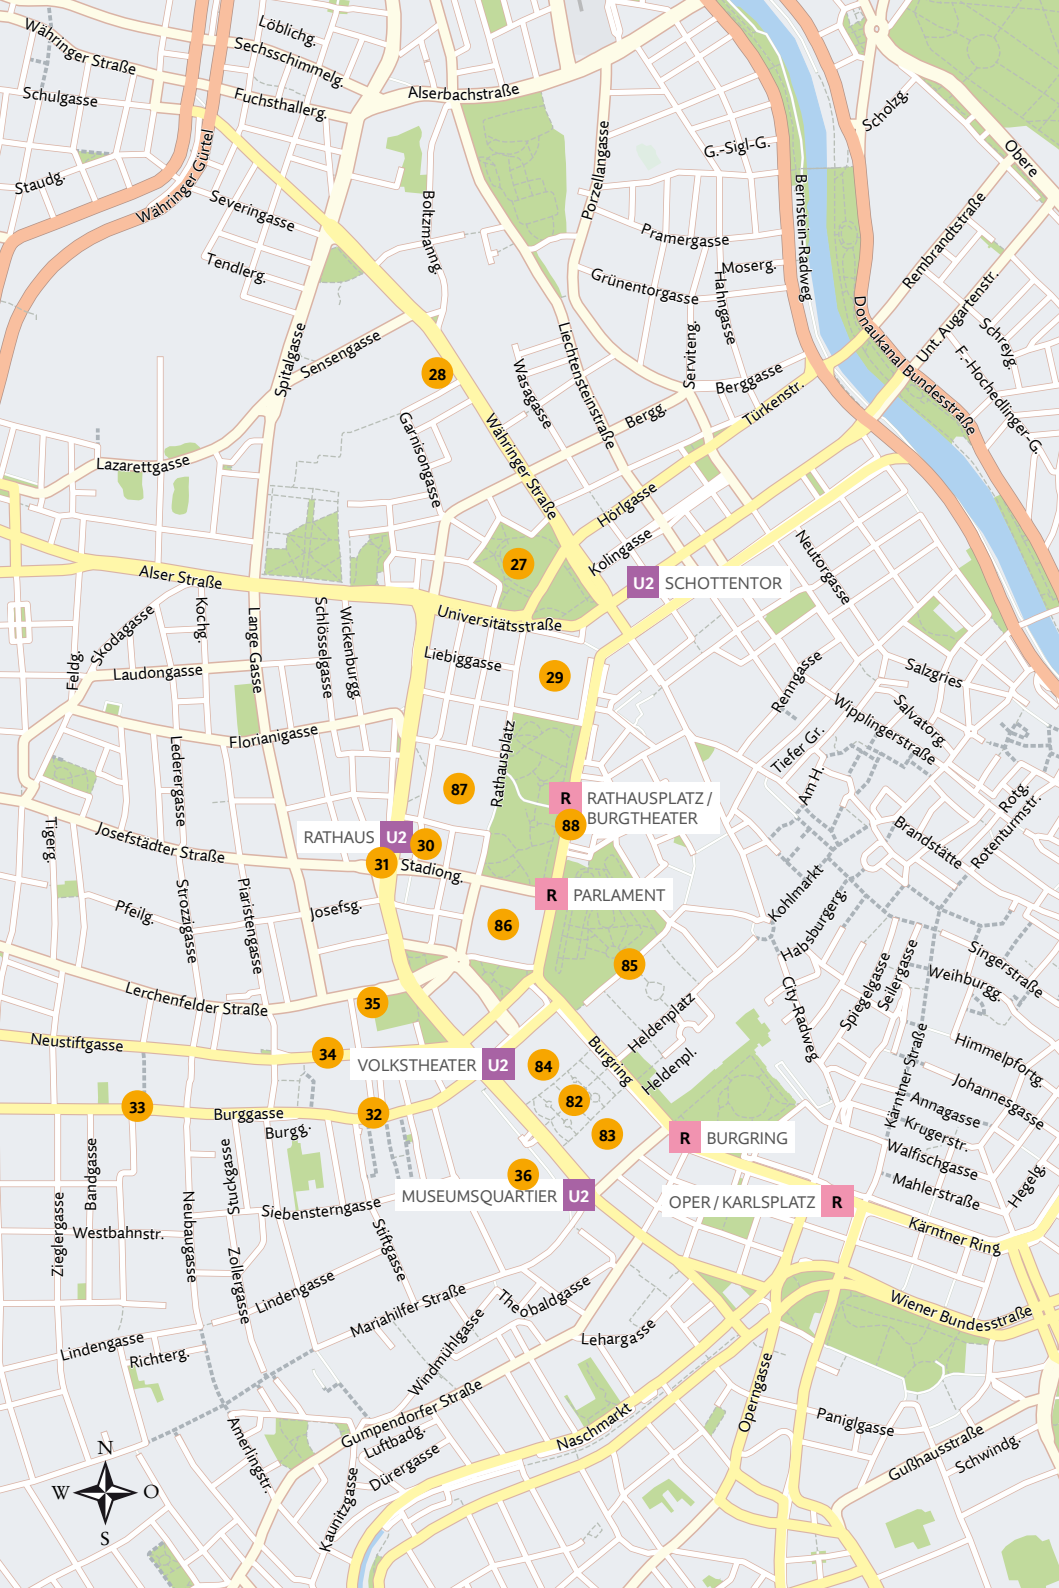 Löblichg.
Währinger Straße
Sechsschimmelg.
Schulgasse
Fuchsthallerg.
Alserbachstraße
Scholzg.
Obere
G.-Sigl-G.
Porzellangasse
Währinger Gürtel
Staudg.
Severingasse
Boltzmanng.
Bernstein-Radweg
Rembrandtstraße
Pramergasse
Tendlerg.
Moserg.
Grünentorgasse
Hahngasse
Unt. Augartenstr.
Donaukanal Bundesstraße
Schreyg.
F.-Hochedlinger-G.
Spitalgasse
Sensengasse
Liechtensteinstraße
Serviteng.
28
Wasagasse
Berggasse
Türkenstr.
Bergg.
Garnisongasse
Währinger Straße
Lazarettgasse
Hörlgasse
Kolingasse
Neutorgasse
27
Alser Straße
U2 SCHOTTENTOR
Universitätsstraße
Skodagasse
Kochg.
Lange Gasse
Schlösselgasse
Wickenburgg.
Feldg.
Laudongasse
Liebiggasse
29
Renngasse
Salzgries
Salvatorg.
Wipplingerstraße
Florianigasse
Rathausplatz
Tiefer Gr.
Am H.
Lederergasse
87
R RATHAUSPLATZ /
BURGTHEATER
88
Rotg.
Rotenturmstr.
Brandstätte
Tigerg.
Josefstädter Straße
RATHAUS U2
30
31
Stadiong.
R PARLAMENT
Kohlmarkt
Habsburgerg.
Strozzigasse
Piaristengasse
Pfeilg.
Josefsg.
86
85
Spiegelgasse
Seilergasse
Singerstraße
Weihburgg.
City-Radweg
Lerchenfelder Straße
35
Heldenplatz
Neustiftgasse
34
VOLKSTHEATER U2
84
Burgring
Heldenpl.
Kärntner Straße
Himmelpfortg.
Johannesgasse
Annagasse
Krugerstr.
Walfischgasse
Mahlerstraße
Hegelg.
33
Burggasse
32
82
83
Burgg.
R BURGRING
Bandgasse
Stuckgasse
36
MUSEUMSQUARTIER U2
OPER / KARLSPLATZ R
Zieglergasse
Westbahnstr.
Neubaugasse
Siebensterngasse
Stiftgasse
Kärntner Ring
Zollergasse
Lindengasse
Mariahilfer Straße
Theobaldgasse
Wiener Bundesstraße
Windmühlgasse
Lehargasse
Lindengasse
Richterg.
Operngasse
Gumpendorfer Straße
Luftbadg.
Naschmarkt
Paniglgasse
Amerlingstr.
Dürergasse
Kaunitzgasse
Gußhausstraße
Schwindg.
N
W O
S